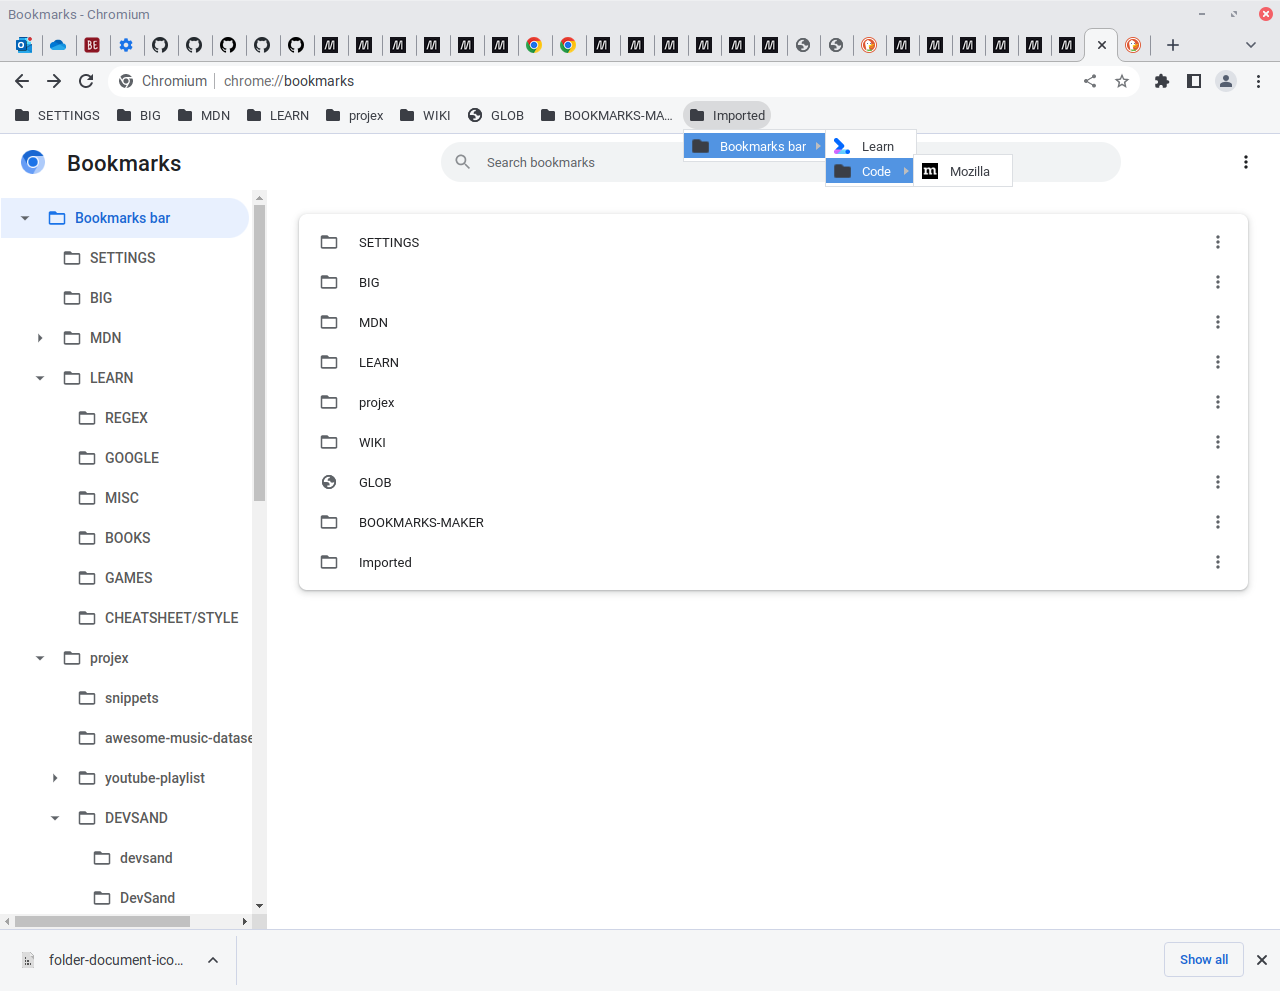 Bookmarks - Chromium
BE
Chromium chrome://bookmarks
SETTINGS BIG MDN LEARN projex WIKI GLOB BOOKMARKS-MA... Imported
Bookmarks bar Learn
Code m Mozilla
Bookmarks
Search bookmarks
Bookmarks bar
SETTINGS
BIG
MDN
LEARN
REGEX
GOOGLE
MISC
BOOKS
GAMES
CHEATSHEET/STYLE
projex
snippets
awesome-music-datase
youtube-playlist
DEVSAND
devsand
DevSand
SETTINGS
BIG
MDN
LEARN
projex
WIKI
GLOB
BOOKMARKS-MAKER
Imported
folder-document-ico...
Show all